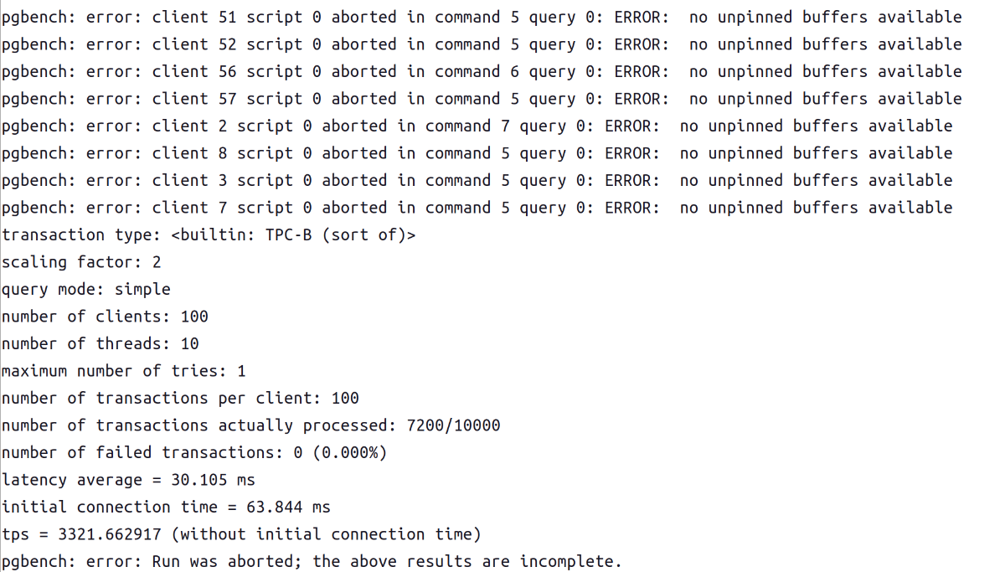 pgbench: error: client 51 script 0 aborted in command 5 query 0: ERROR:  no unpinned buffers available
pgbench: error: client 52 script 0 aborted in command 5 query 0: ERROR:  no unpinned buffers available
pgbench: error: client 56 script 0 aborted in command 6 query 0: ERROR:  no unpinned buffers available
pgbench: error: client 57 script 0 aborted in command 5 query 0: ERROR:  no unpinned buffers available
pgbench: error: client 2 script 0 aborted in command 7 query 0: ERROR:  no unpinned buffers available
pgbench: error: client 8 script 0 aborted in command 5 query 0: ERROR:  no unpinned buffers available
pgbench: error: client 3 script 0 aborted in command 5 query 0: ERROR:  no unpinned buffers available
pgbench: error: client 7 script 0 aborted in command 5 query 0: ERROR:  no unpinned buffers available
transaction type: <builtin: TPC-B (sort of)>
scaling factor: 2
query mode: simple
number of clients: 100
number of threads: 10
maximum number of tries: 1
number of transactions per client: 100
number of transactions actually processed: 7200/10000
number of failed transactions: 0 (0.000%)
latency average = 30.105 ms
initial connection time = 63.844 ms
tps = 3321.662917 (without initial connection time)
pgbench: error: Run was aborted; the above results are incomplete.